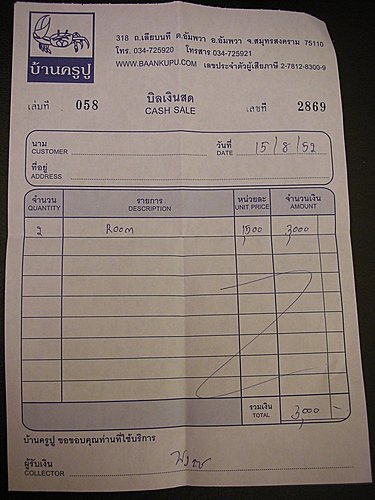 318 ถ.เลียบนที ต.อัมพวา อ.อัมพวา จ.สมุทรสงคราม 75110
โทร. 034-725920 โทรสาร 034-725921
WWW.BAANKUPU.COM เลขประจำตัวผู้เสียภาษี 2-7812-8300-9
บ้านครูปู
เล่มที่ 058 บิลเงินสด เลขที่ 2869
CASH SALE
นาม วันที่ 15/8/52
CUSTOMER DATE
ที่อยู่
ADDRESS
จำนวน รายการ หน่วยละ จำนวนเงิน
QUANTITY DESCRIPTION UNIT PRICE AMOUNT
2 Room 1,500 3,000
รวมเงิน 3,000 -
TOTAL
บ้านครูปู ขอขอบคุณท่านที่ใช้บริการ
ผู้รับเงิน
COLLECTOR